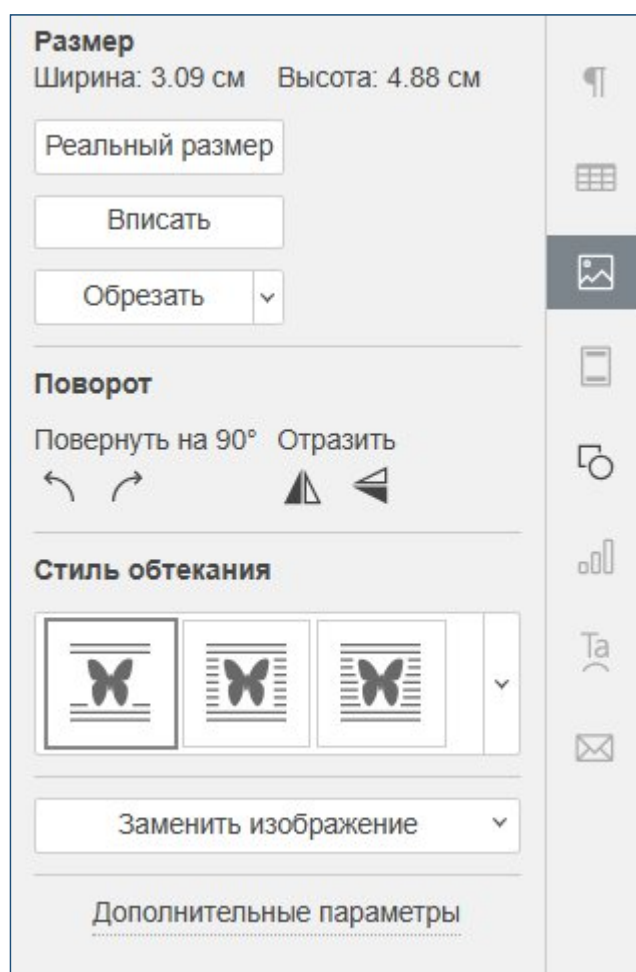 Размер
Ширина: 3.09 см Высота: 4.88 см
Реальный размер
Вписать
Обрезать
Поворот
Повернуть на 90° Отразить
Стиль обтекания
Заменить изображение
Дополнительные параметры
Ta